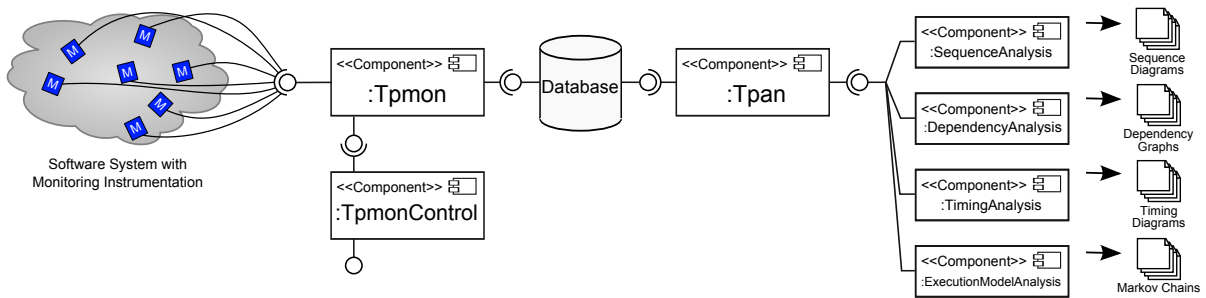 M
M
M
M
M
M
M
Software System with
Monitoring Instrumentation
<<Component>>
:Tpmon
<<Component>>
:TpmonControl
Database
<<Component>>
:Tpan
<<Component>>
:SequenceAnalysis
Sequence
Diagrams
<<Component>>
:DependencyAnalysis
Dependency
Graphs
<<Component>>
:TimingAnalysis
Timing
Diagrams
<<Component>>
:ExecutionModelAnalysis
Markov Chains